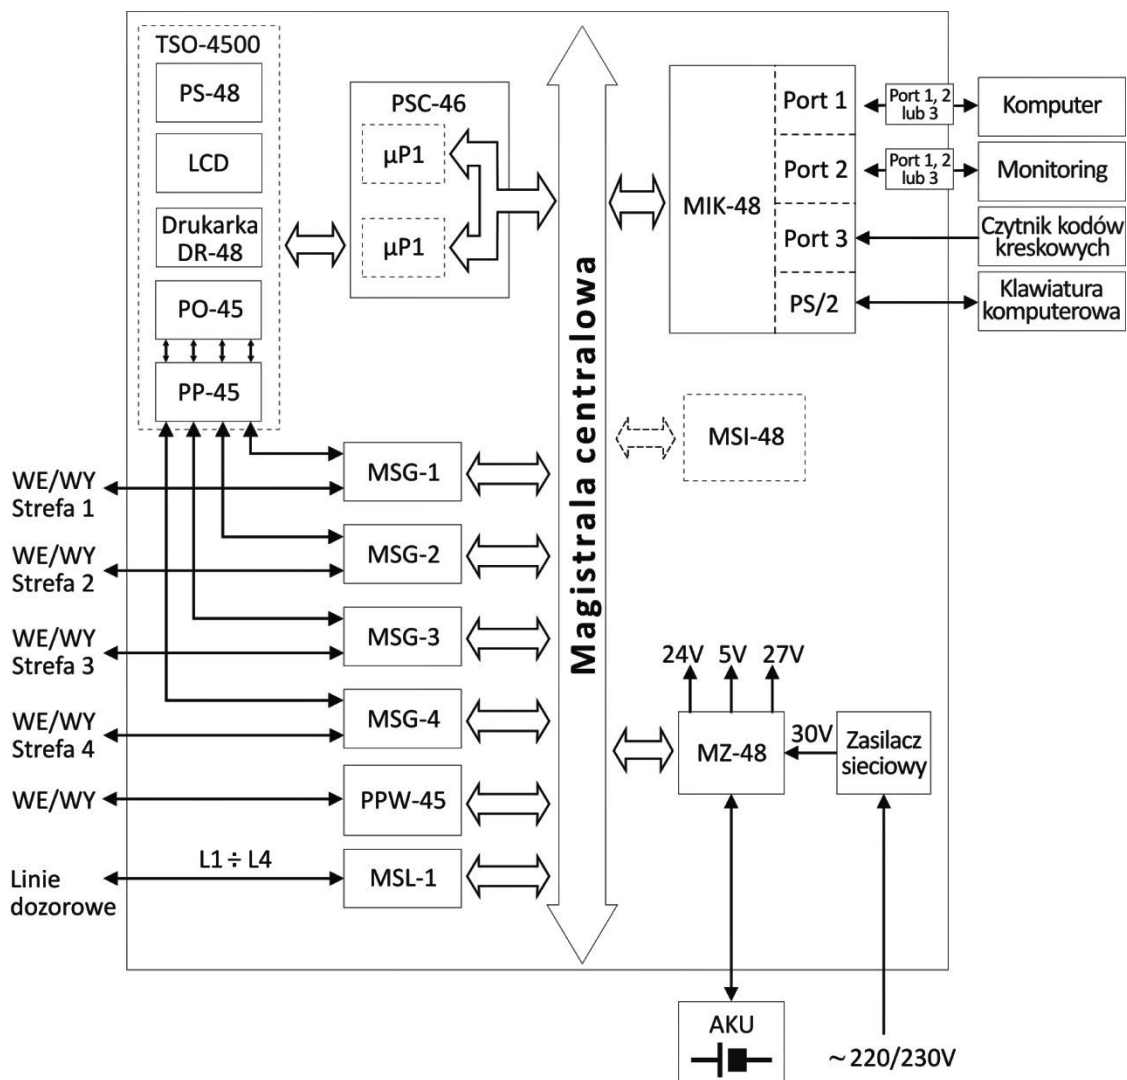 TSO-4500
PS-48
LCD
Drukarka
DR-48
PO-45
PP-45
PSC-46
μP1
μP1
Magistrala centralowa
MIK-48
Port 1
Port 2
Port 3
PS/2
Port 1, 2
lub 3
Komputer
Port 1, 2
lub 3
Monitoring
Czytnik kodów
kreskowych
Klawiatura
komputerowa
MSI-48
WE/WY
Strefa 1
MSG-1
WE/WY
Strefa 2
MSG-2
WE/WY
Strefa 3
MSG-3
WE/WY
Strefa 4
MSG-4
WE/WY
PPW-45
Linie
dozorowe
L1 ÷ L4
MSL-1
24V
5V
27V
MZ-48
30V
Zasilacz
sieciowy
AKU
~ 220/230V